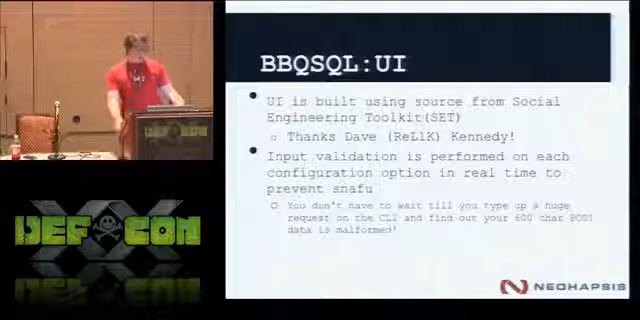 BBQSQL:UI
• UI is built using source from Social
Engineering Toolkit(SET)
○ Thanks Dave (ReL1K) Kennedy!
• Input validation is performed on each
configuration option in real time to
prevent snafu
○ You don't have to wait till you type up a huge
request on the CLI and find out your 600 char POST
data is malformed!
DEFCON
XX
DEF CON
NEOHAPSIS